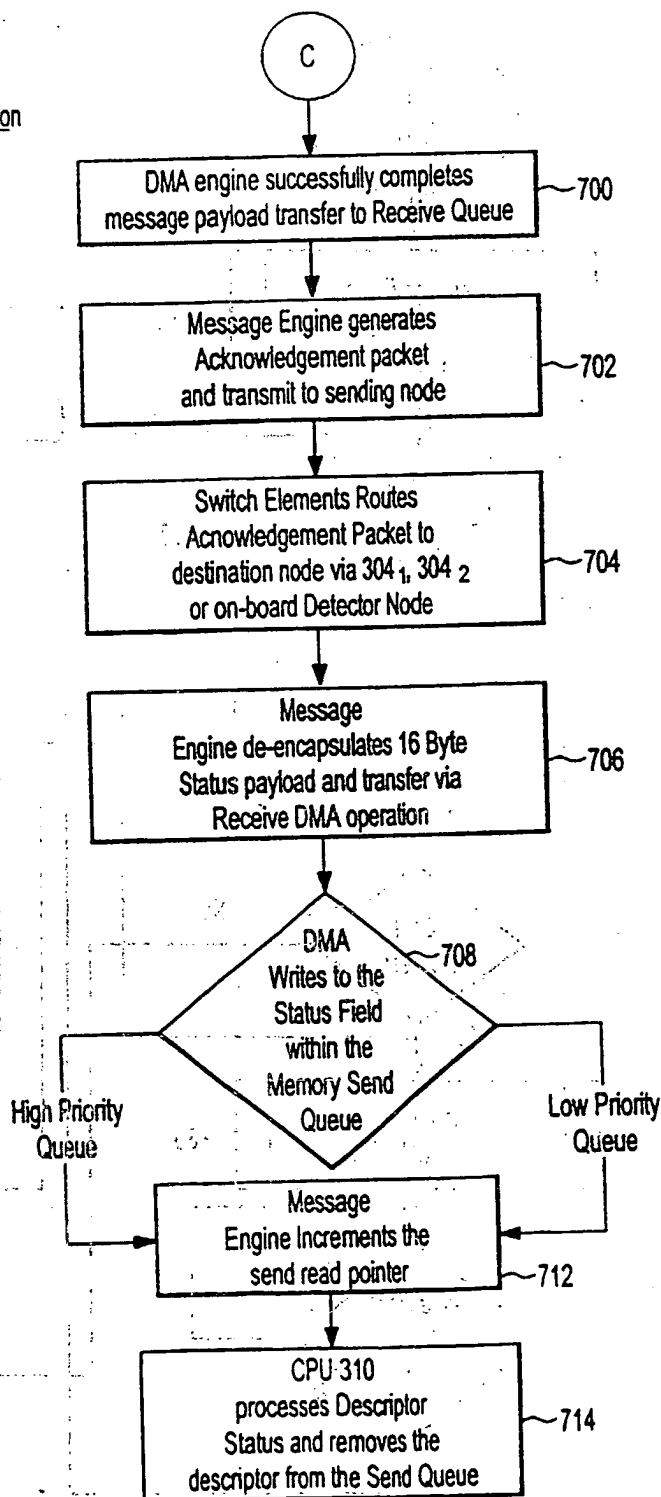 C
on
DMA engine successfully completes
message payload transfer to Receive Queue
700
Message Engine generates
Acknowledgement packet
and transmit to sending node
702
Switch Elements Routes
Acnowledgement Packet to
destination node via 304₁, 304₂
or on-board Detector Node
704
Message
Engine de-encapsulates 16 Byte
Status payload and transfer via
Receive DMA operation
706
DMA
Writes to the
Status Field
within the
Memory Send
Queue
708
High Priority
Queue
Low Priority
Queue
Message
Engine Increments the
send read pointer
712
CPU 310
processes Descriptor
Status and removes the
descriptor from the Send Queue
714